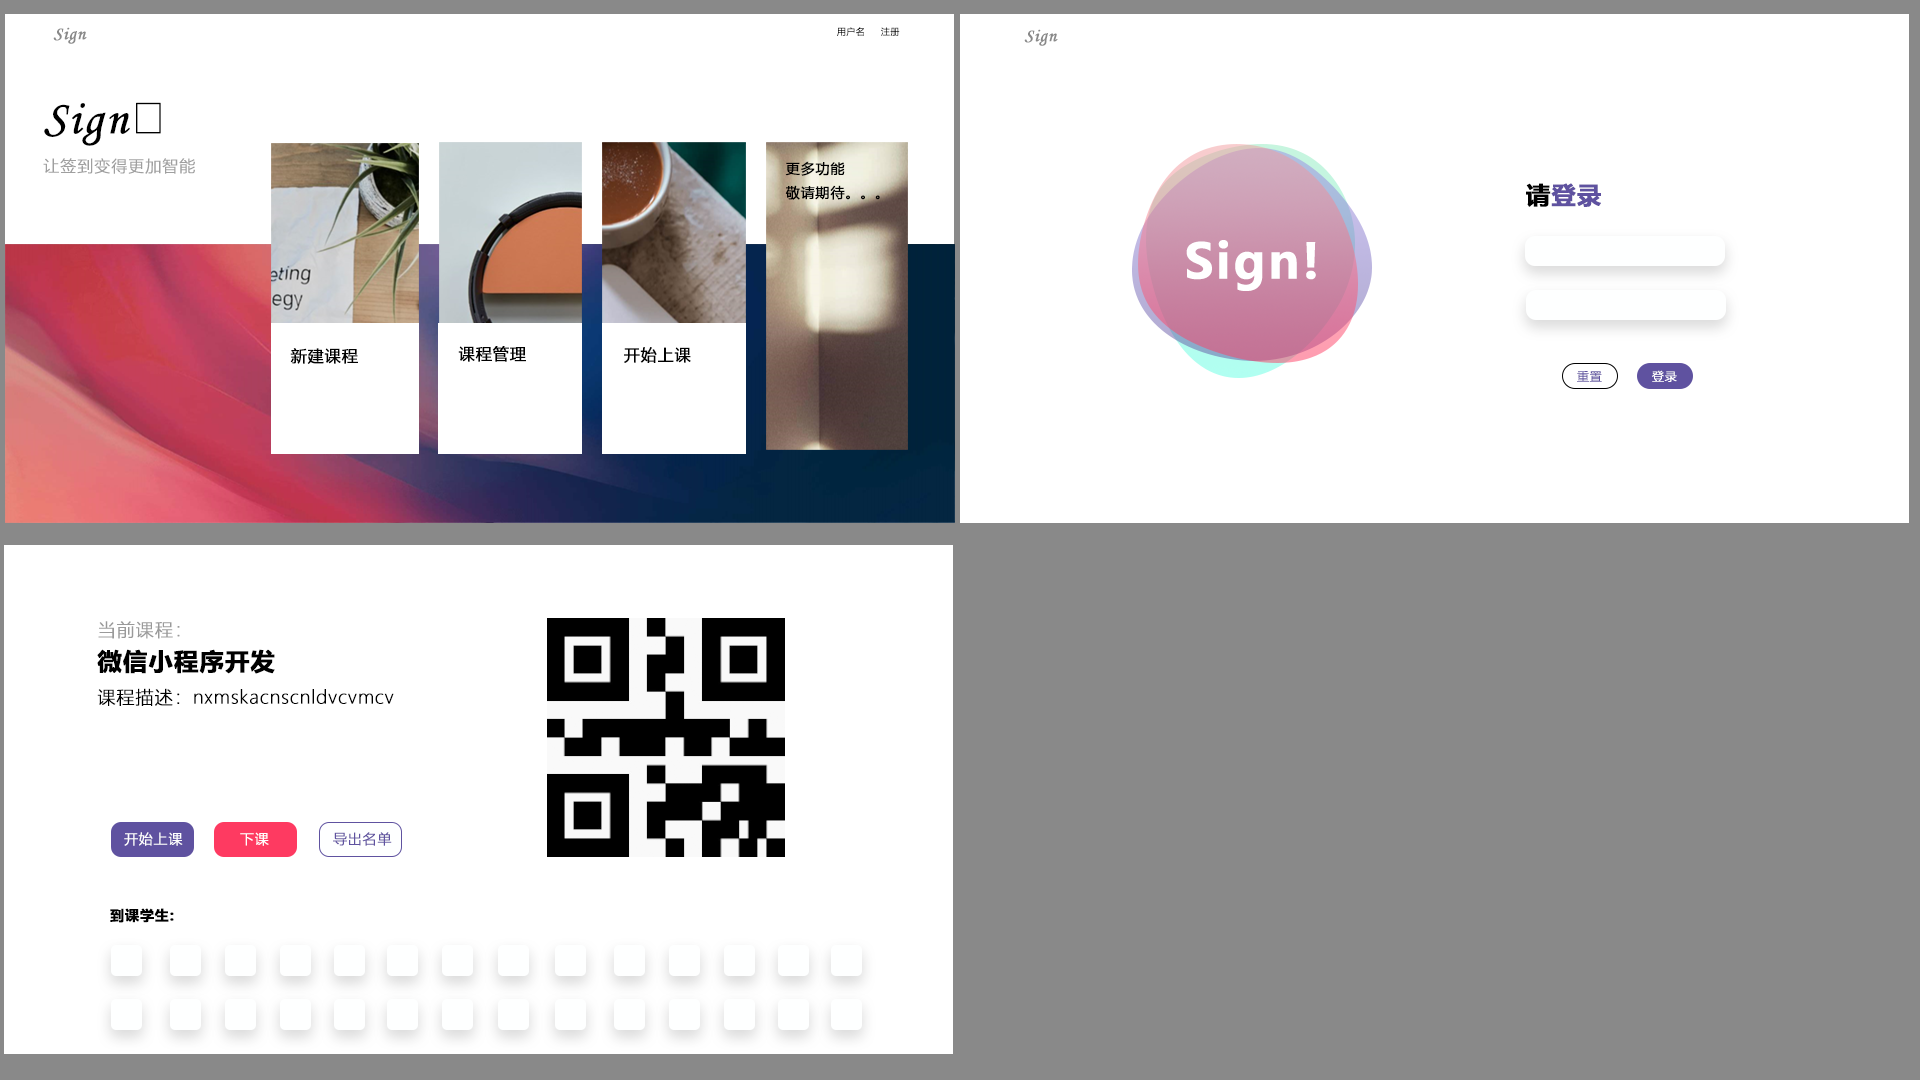 Sign
用户名 注册
Sign
让签到变得更加智能
eting
egy
更多功能
敬请期待。。。
新建课程
课程管理
开始上课
Sign
Sign!
请登录
重置
登录
当前课程：
微信小程序开发
课程描述：nxmskacnscnldvcvmcv
开始上课
下课
导出名单
到课学生: